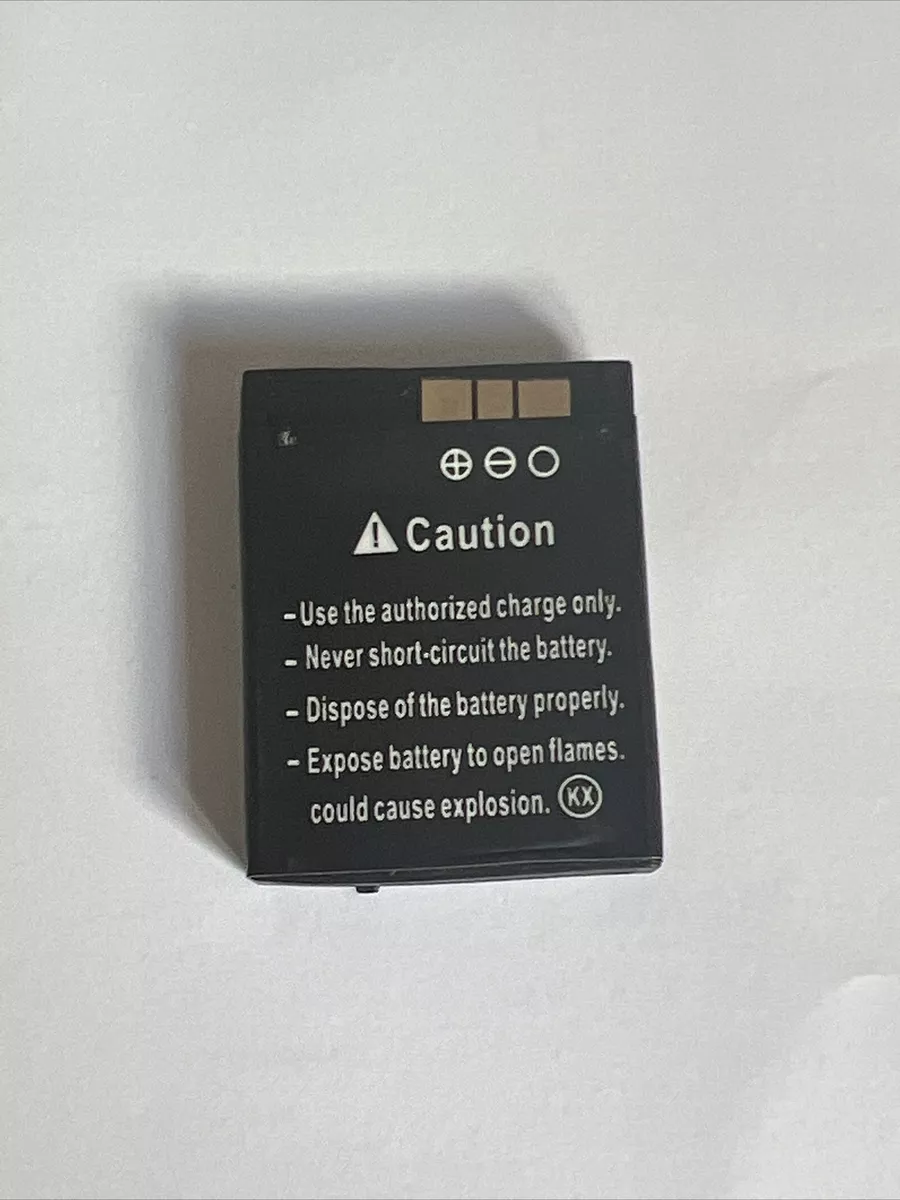 ⊕ ⊖ ○
⚠ Caution
-Use the authorized charge only.
- Never short-circuit the battery.
- Dispose of the battery properly.
- Expose battery to open flames.
could cause explosion. KX